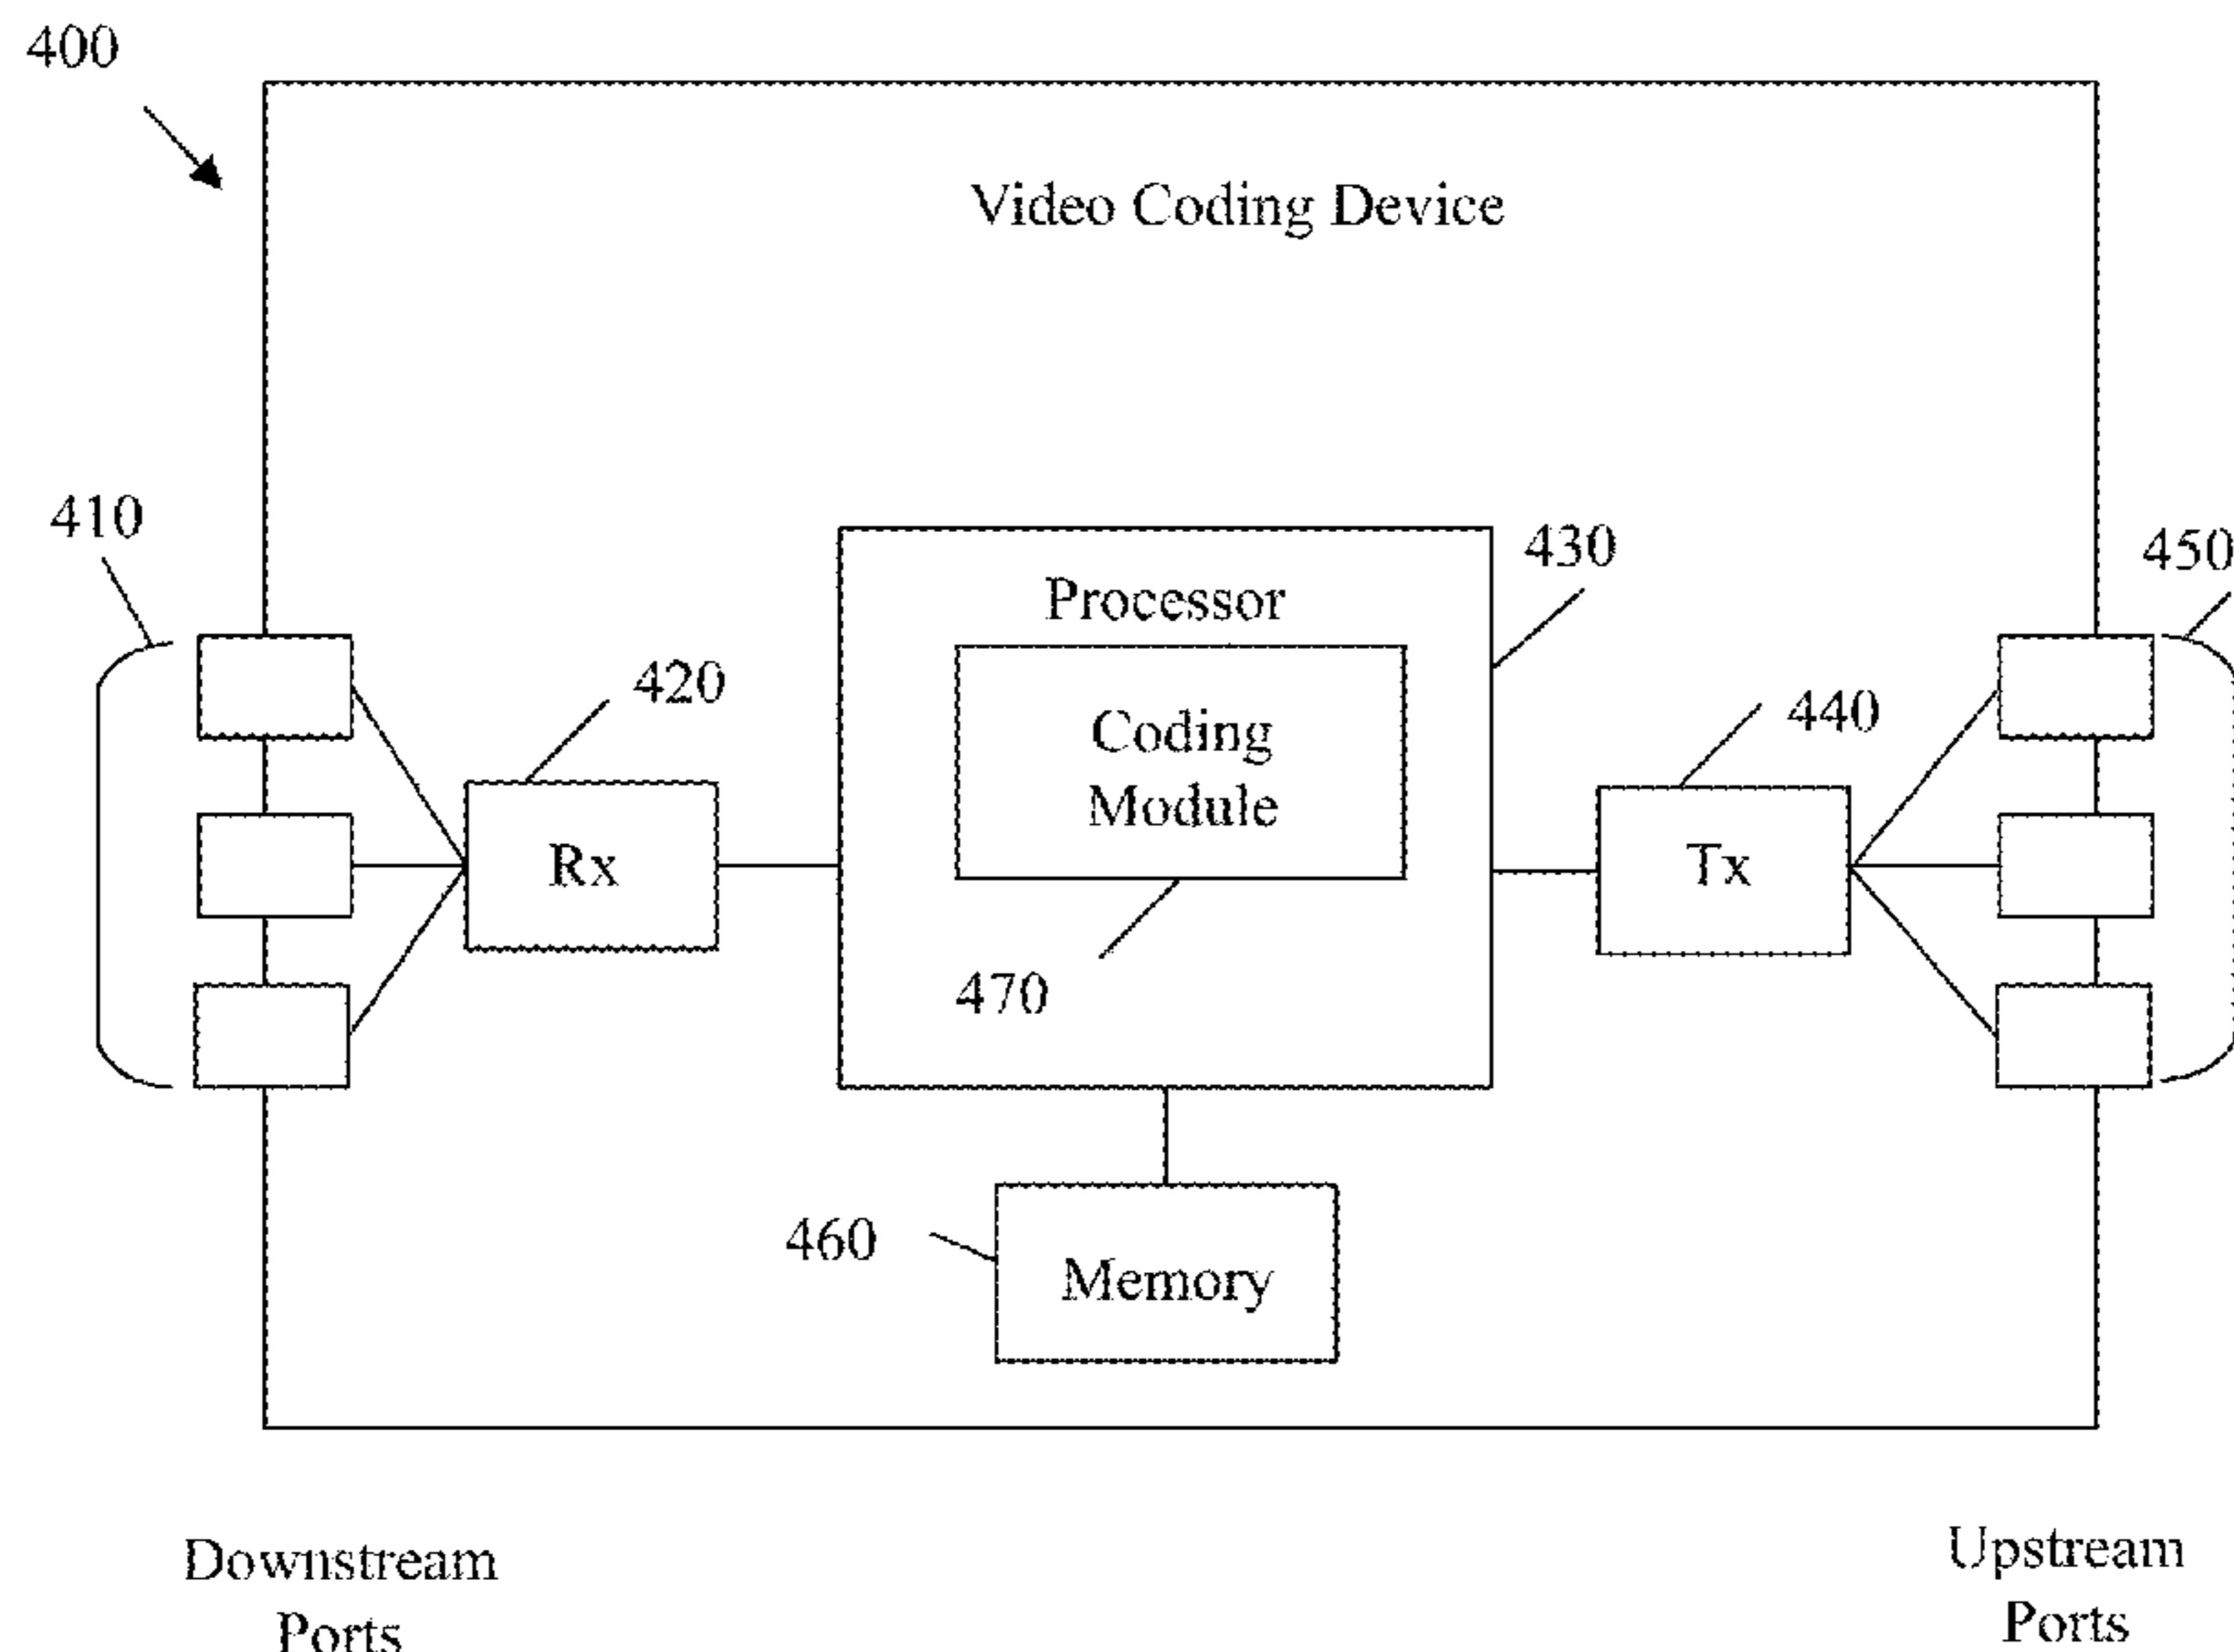 400
Video Coding Device
410
430
450
Processor
420
440
Coding
Module
Rx
Tx
470
460
Memory
Downstream
Ports
Upstream
Ports